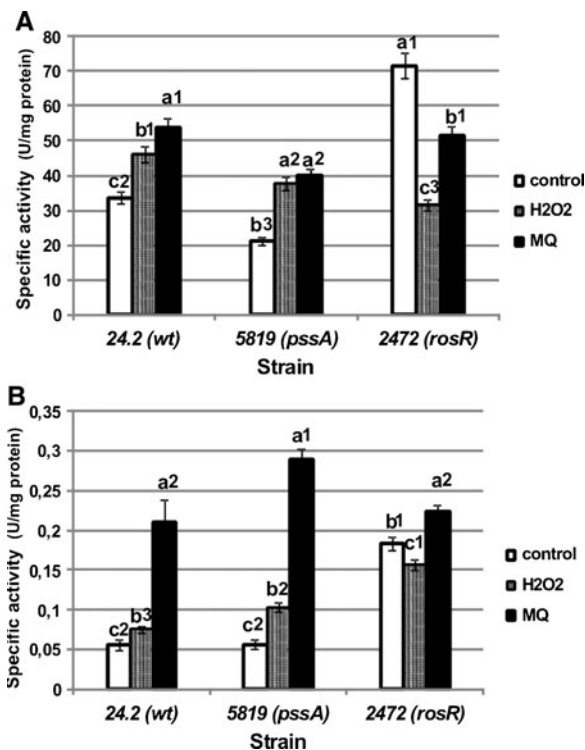 A
Specific activity (U/mg protein)
80
70
60
50
40
30
20
10
0
c2 b1 a1
b3 a2 a2
a1 c3 b1
control
H2O2
MQ
24.2 (wt) 5819 (pssA) 2472 (rosR)
Strain
B
Specific activity (U/mg protein)
0,35
0,3
0,25
0,2
0,15
0,1
0,05
0
c2 b3 a2
c2 b2 a1
b1 c1 a2
control
H2O2
MQ
24.2 (wt) 5819 (pssA) 2472 (rosR)
Strain